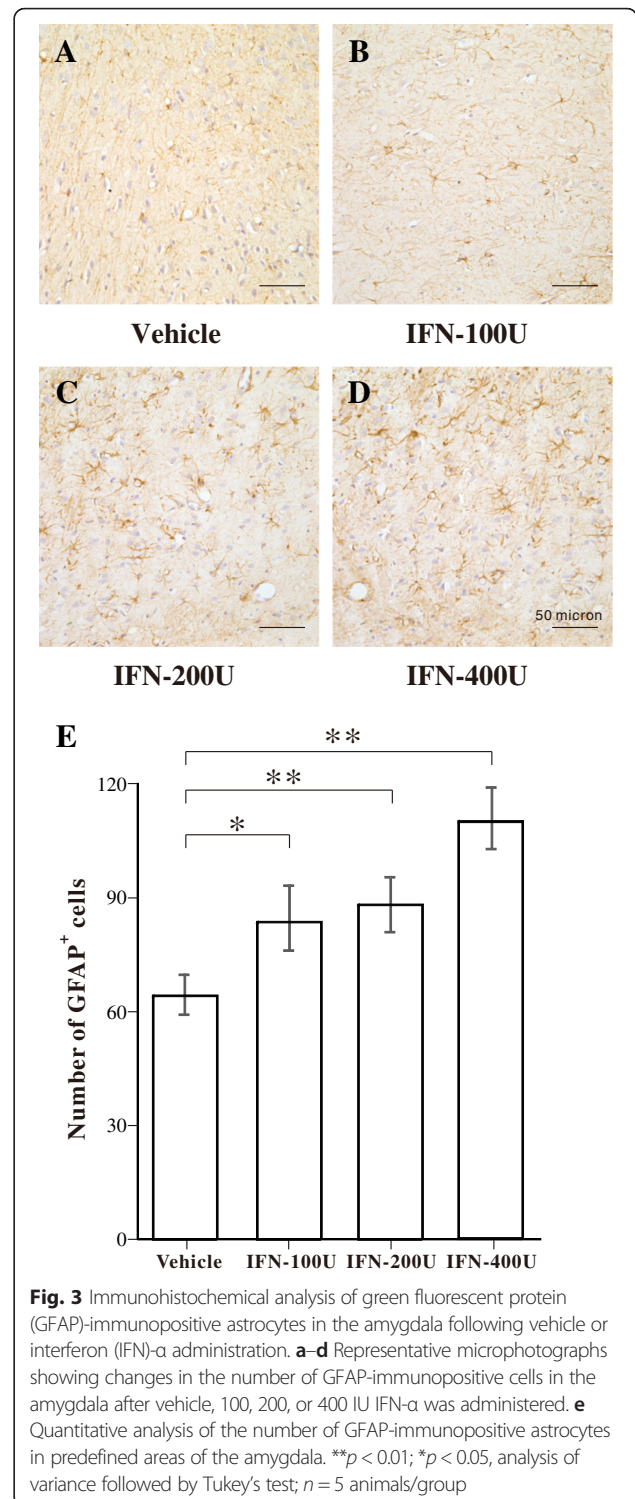 A
B
Vehicle
IFN-100U
C
D
50 micron
IFN-200U
IFN-400U
E
**
**
*
120
90
60
30
0
Number of GFAP+ cells
Vehicle IFN-100U IFN-200U IFN-400U
Fig. 3 Immunohistochemical analysis of green fluorescent protein
(GFAP)-immunopositive astrocytes in the amygdala following vehicle or
interferon (IFN)-α administration. a–d Representative microphotographs
showing changes in the number of GFAP-immunopositive cells in the
amygdala after vehicle, 100, 200, or 400 IU IFN-α was administered. e
Quantitative analysis of the number of GFAP-immunopositive astrocytes
in predefined areas of the amygdala. **p < 0.01; *p < 0.05, analysis of
variance followed by Tukey's test; n = 5 animals/group